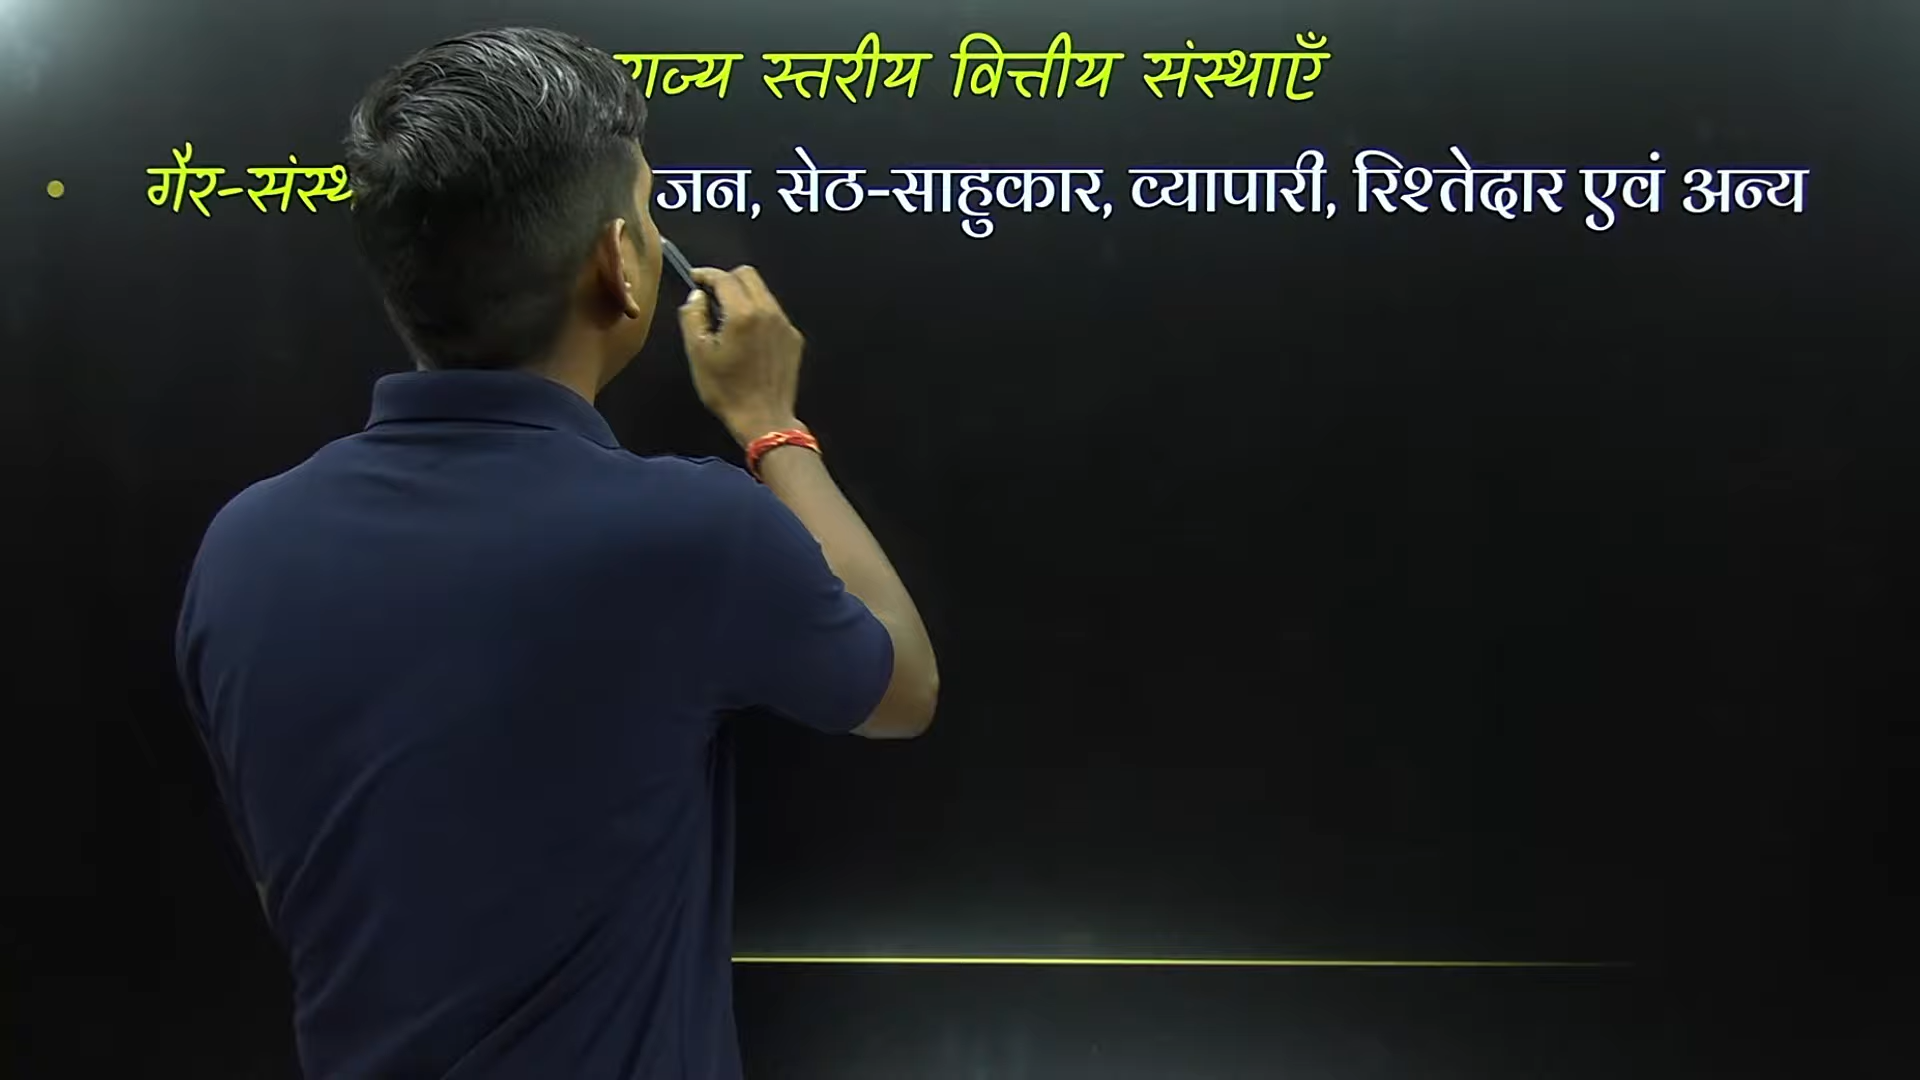 राज्य स्तरीय वित्तीय संस्थाएँ
गैर-संस्थ जन, सेठ-साहुकार, व्यापारी, रिश्तेदार एवं अन्य